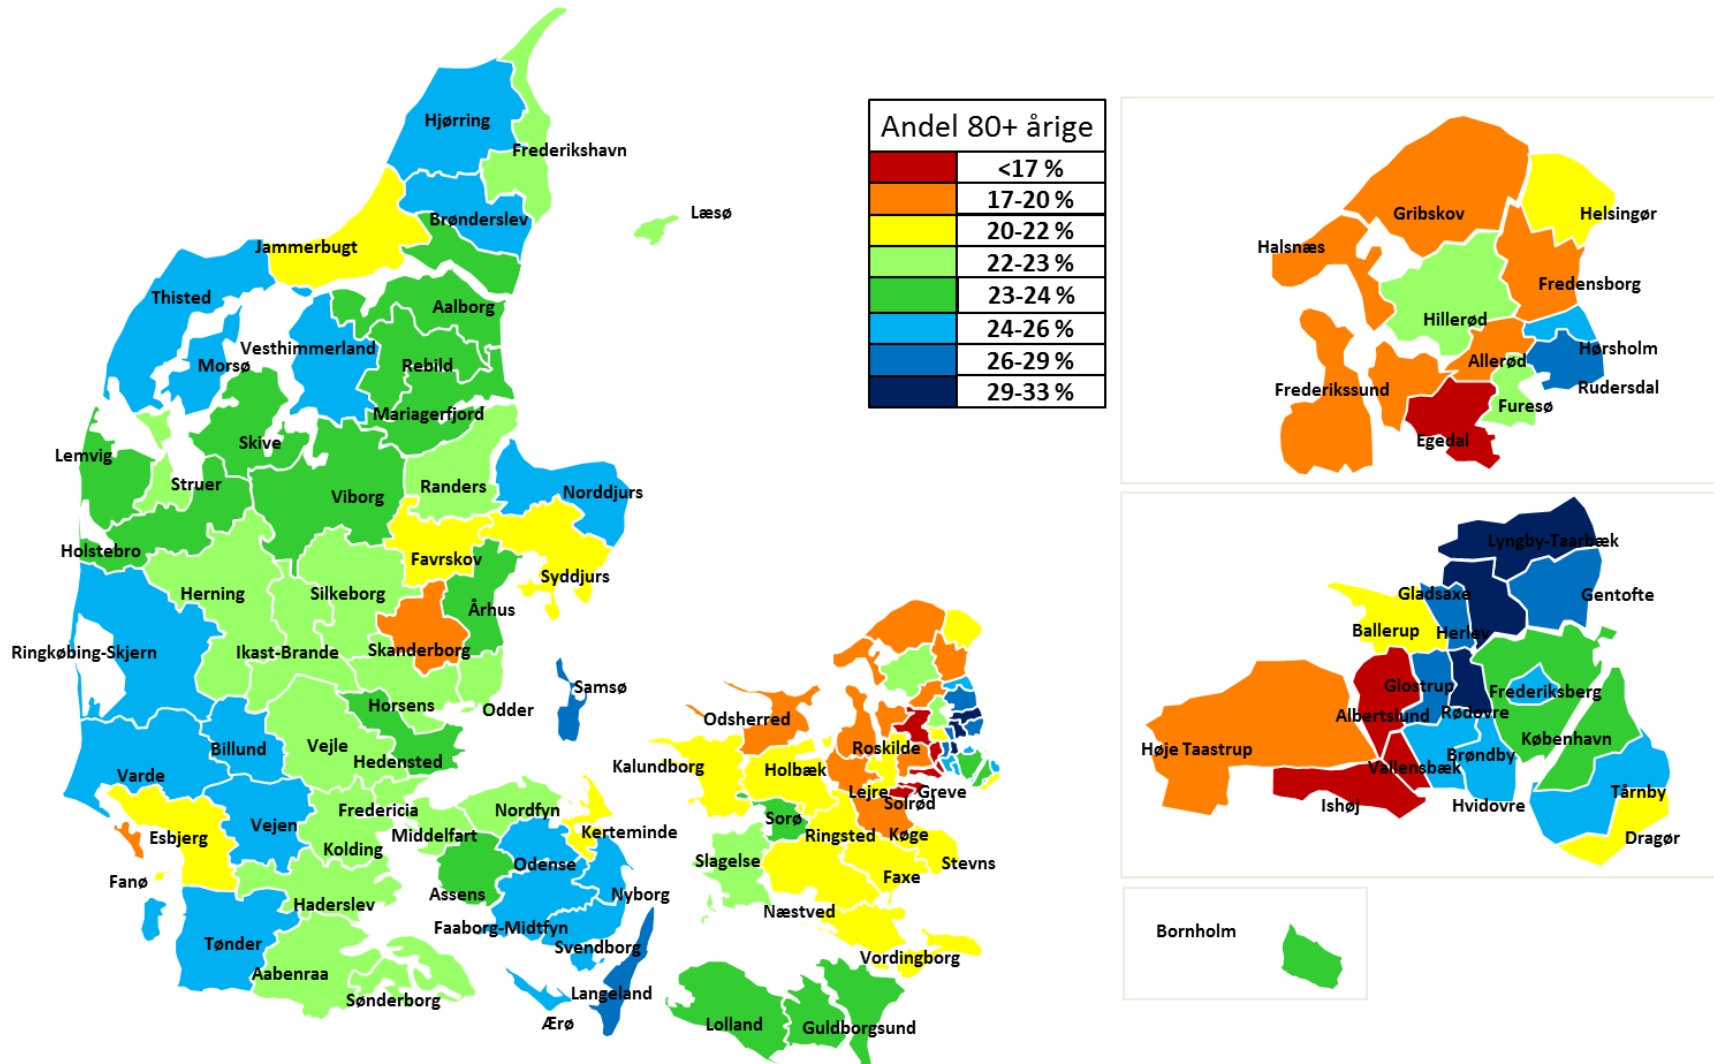 Hjørring
Frederikshavn
Læsø
Brønderslev
Jammerbugt
Thisted
Aalborg
Vesthimmerland
Morsø
Rebild
Mariagerfjord
Skive
Lemvig
Struer
Viborg
Randers
Norddjurs
Holstebro
Favrskov
Syddjurs
Herning
Silkeborg
Århus
Ringkøbing-Skjern
Ikast-Brande
Skanderborg
Samsø
Horsens
Odder
Billund
Vejle
Hedensted
Varde
Esbjerg
Vejen
Fredericia
Nordfyn
Middelfart
Kerteminde
Kolding
Odense
Fanø
Assens
Nyborg
Haderslev
Faaborg-Midtfyn
Tønder
Svendborg
Aabenraa
Langeland
Sønderborg
Ærø
Odsherred
Roskilde
Kalundborg
Holbæk
Lejre
Greve
Solrød
Sorø
Ringsted
Køge
Slagelse
Stevns
Faxe
Næstved
Vordingborg
Lolland
Guldborgsund
Andel 80+ årige
<17 %
17-20 %
20-22 %
22-23 %
23-24 %
24-26 %
26-29 %
29-33 %
Gribskov
Helsingør
Halsnæs
Fredensborg
Hillerød
Hørsholm
Allerød
Rudersdal
Frederikssund
Furesø
Egedal
Lyngby-Taarbæk
Gladsaxe
Gentofte
Ballerup
Herlev
Glostrup
Frederiksberg
Albertslund
Rødovre
København
Høje Taastrup
Vallensbæk
Brøndby
Ishøj
Hvidovre
Tårnby
Dragør
Bornholm